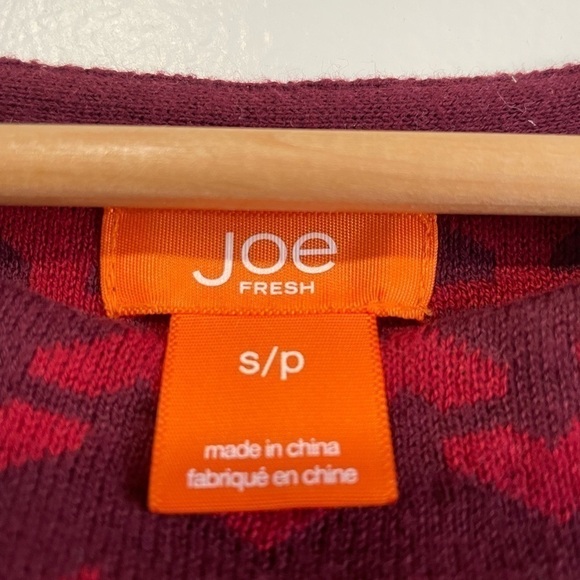 Joe
FRESH
s/p
made in china
fabriqué en chine